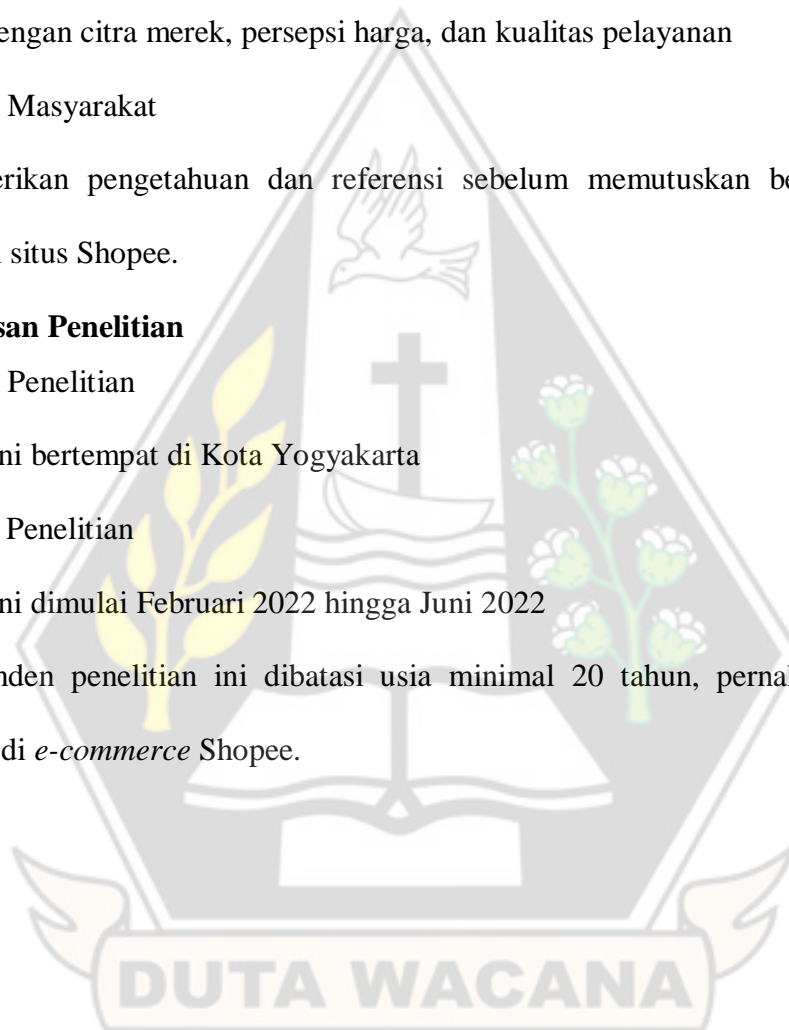 engan citra merek, persepsi harga, dan kualitas pelayanan
Masyarakat
erikan pengetahuan dan referensi sebelum memutuskan be
situs Shopee.
san Penelitian
Penelitian
ni bertempat di Kota Yogyakarta
Penelitian
ni dimulai Februari 2022 hingga Juni 2022
nden penelitian ini dibatasi usia minimal 20 tahun, perna
di e-commerce Shopee.
DUTA WACANA